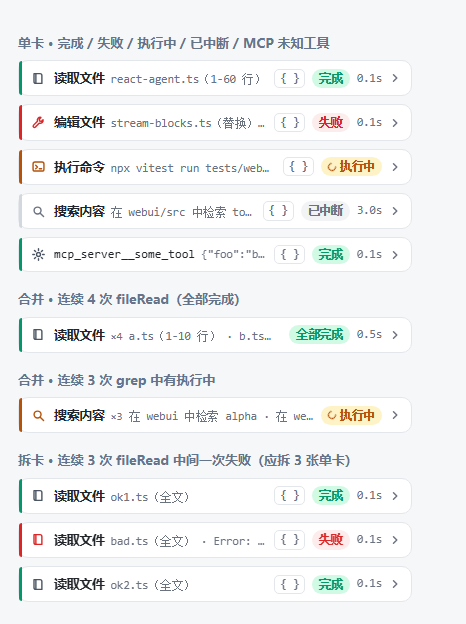 单卡 • 完成 / 失败 / 执行中 / 已中断 / MCP 未知工具
读取文件 react-agent.ts（1-60 行） { } 完成 0.1s
编辑文件 stream-blocks.ts（替换）… { } 失败 0.1s
执行命令 npx vitest run tests/web… { } 执行中
搜索内容 在 webui/src 中检索 to… { } 已中断 3.0s
mcp_server__some_tool {"foo":"b… { } 完成 0.1s
合并 • 连续 4 次 fileRead（全部完成）
读取文件 ×4 a.ts（1-10 行） · b.ts… 全部完成 0.5s
合并 • 连续 3 次 grep 中有执行中
搜索内容 ×3 在 webui 中检索 alpha · 在 we… 执行中
拆卡 • 连续 3 次 fileRead 中间一次失败（应拆 3 张单卡）
读取文件 ok1.ts（全文） { } 完成 0.1s
读取文件 bad.ts（全文） · Error: … { } 失败 0.1s
读取文件 ok2.ts（全文） { } 完成 0.1s